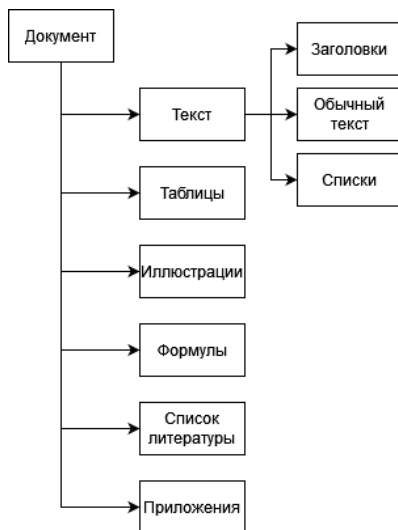 Документ
Заголовки
Текст
Обычный
текст
Списки
Таблицы
Иллюстрации
Формулы
Список
литературы
Приложения